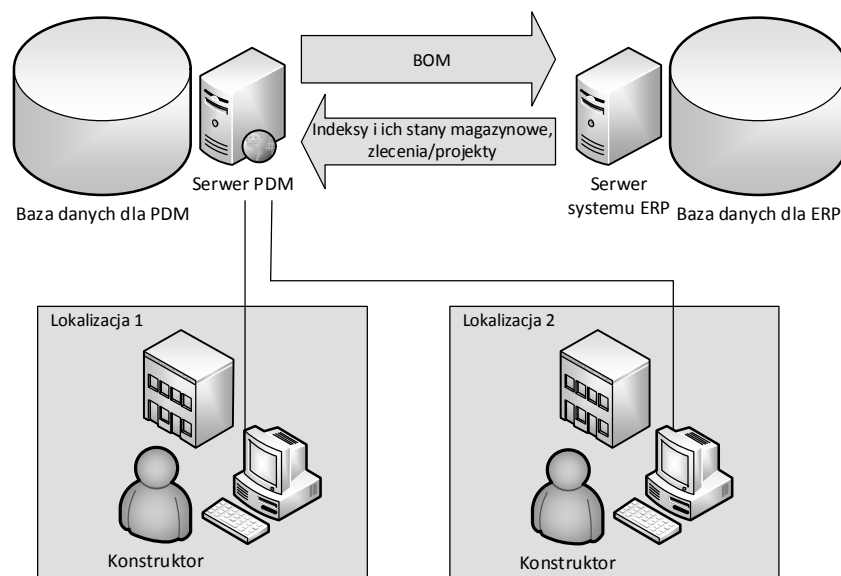 BOM
Indeksy i ich stany magazynowe,
zlecenia/projekty
Serwer PDM
Baza danych dla PDM
Serwer
systemu ERP
Baza danych dla ERP
Lokalizacja 1
Konstruktor
Lokalizacja 2
Konstruktor